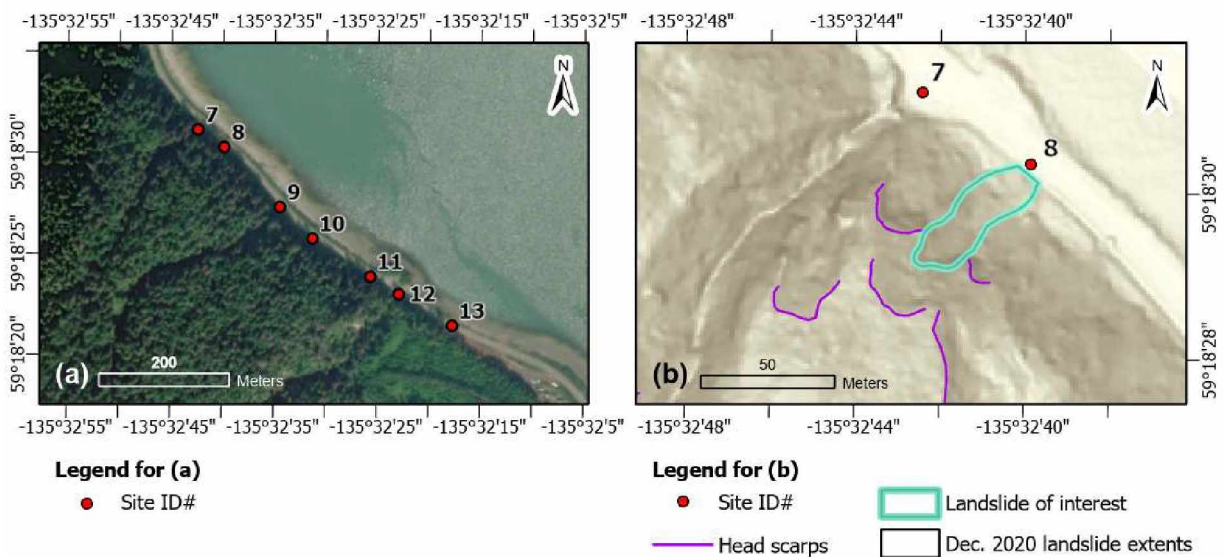 -135°32'55" -135°32'45" -135°32'35" -135°32'25" -135°32'15"
-135°32'48" -135°32'44" -135°32'40"
N
N
7
8
9
10
11
12
13
7
8
59°18'30"
59°18'25"
59°18'20"
59°18'30"
59°18'28"
(a)
200
Meters
(b)
50
Meters
-135°32'55" -135°32'45" -135°32'35" -135°32'25" -135°32'15" -135°32'5"
-135°32'48" -135°32'44" -135°32'40"
Legend for (a)
Site ID#
Legend for (b)
Site ID#
Landslide of interest
Head scarps
Dec. 2020 landslide extents